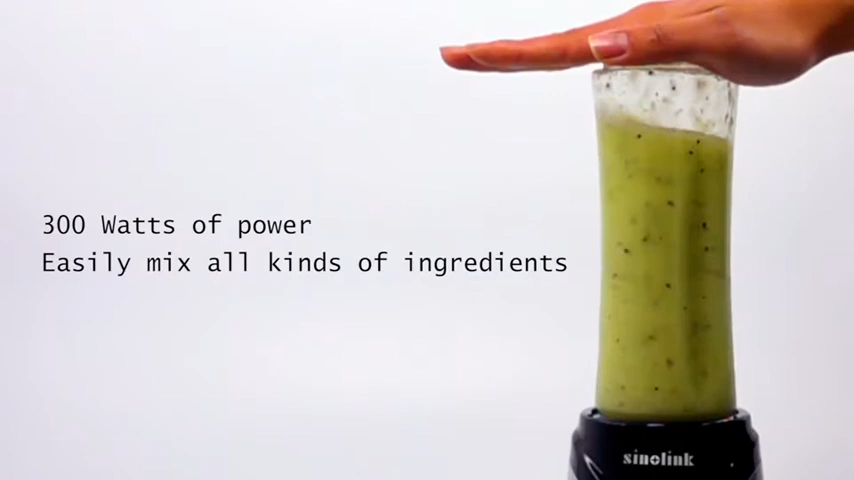 300 Watts of power
Easily mix all kinds of ingredients
sinolink